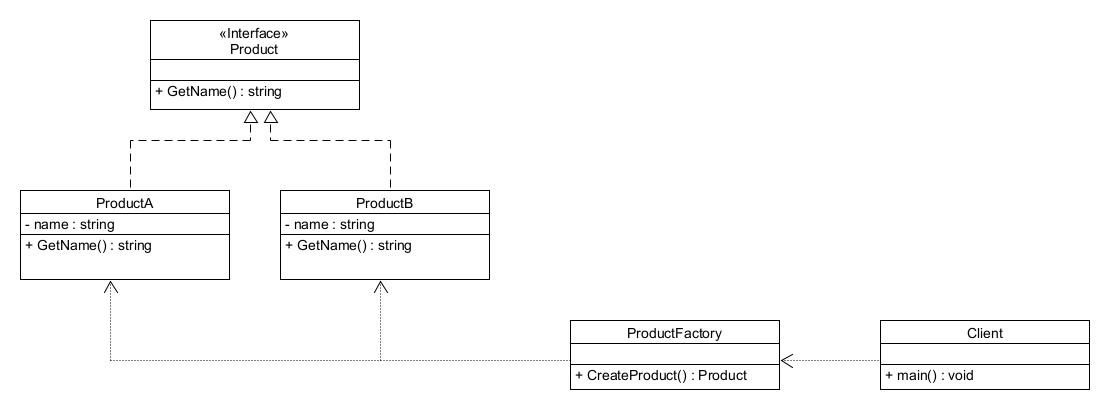 «Interface»
Product
+ GetName() : string
ProductA
- name : string
+ GetName() : string
ProductB
- name : string
+ GetName() : string
ProductFactory
+ CreateProduct() : Product
Client
+ main() : void